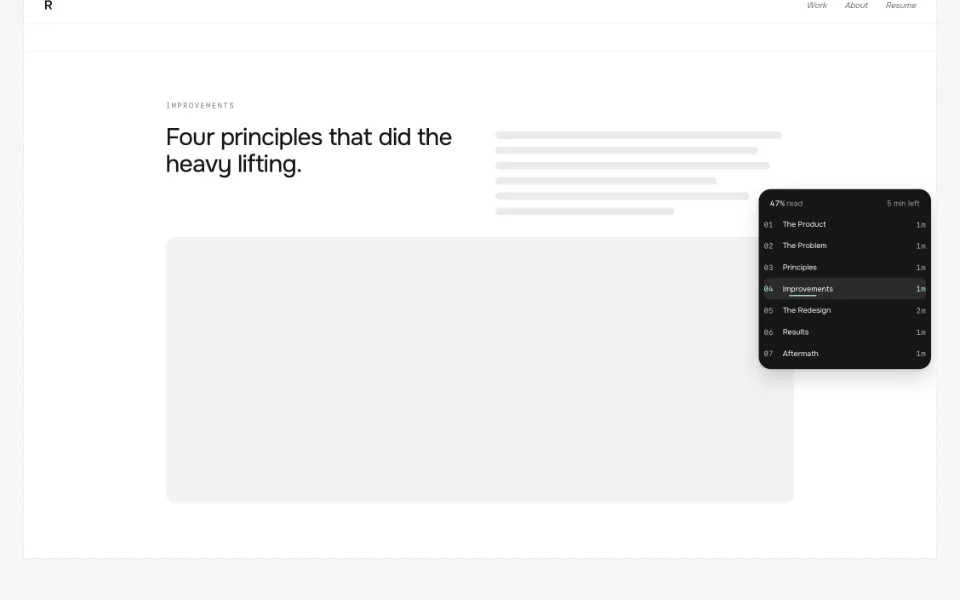 R
Work About Resume
IMPROVEMENTS
Four principles that did the
heavy lifting.
47% read 5 min left
01 The Product 1m
02 The Problem 1m
03 Principles 1m
04 Improvements 1m
05 The Redesign 2m
06 Results 1m
07 Aftermath 1m